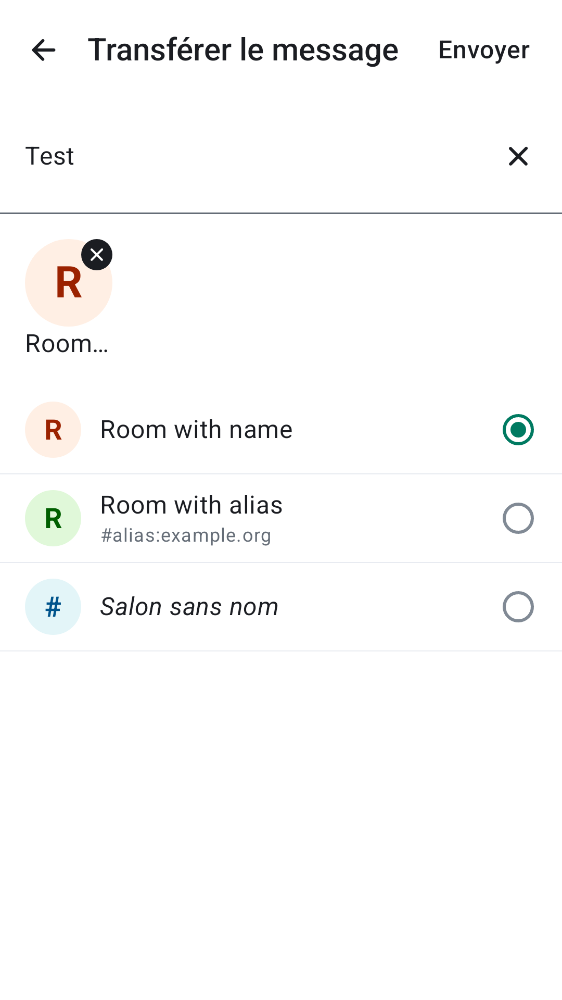 Transférer le message
Envoyer
Test
R
Room...
R
Room with name
R
Room with alias
#alias:example.org
#
Salon sans nom